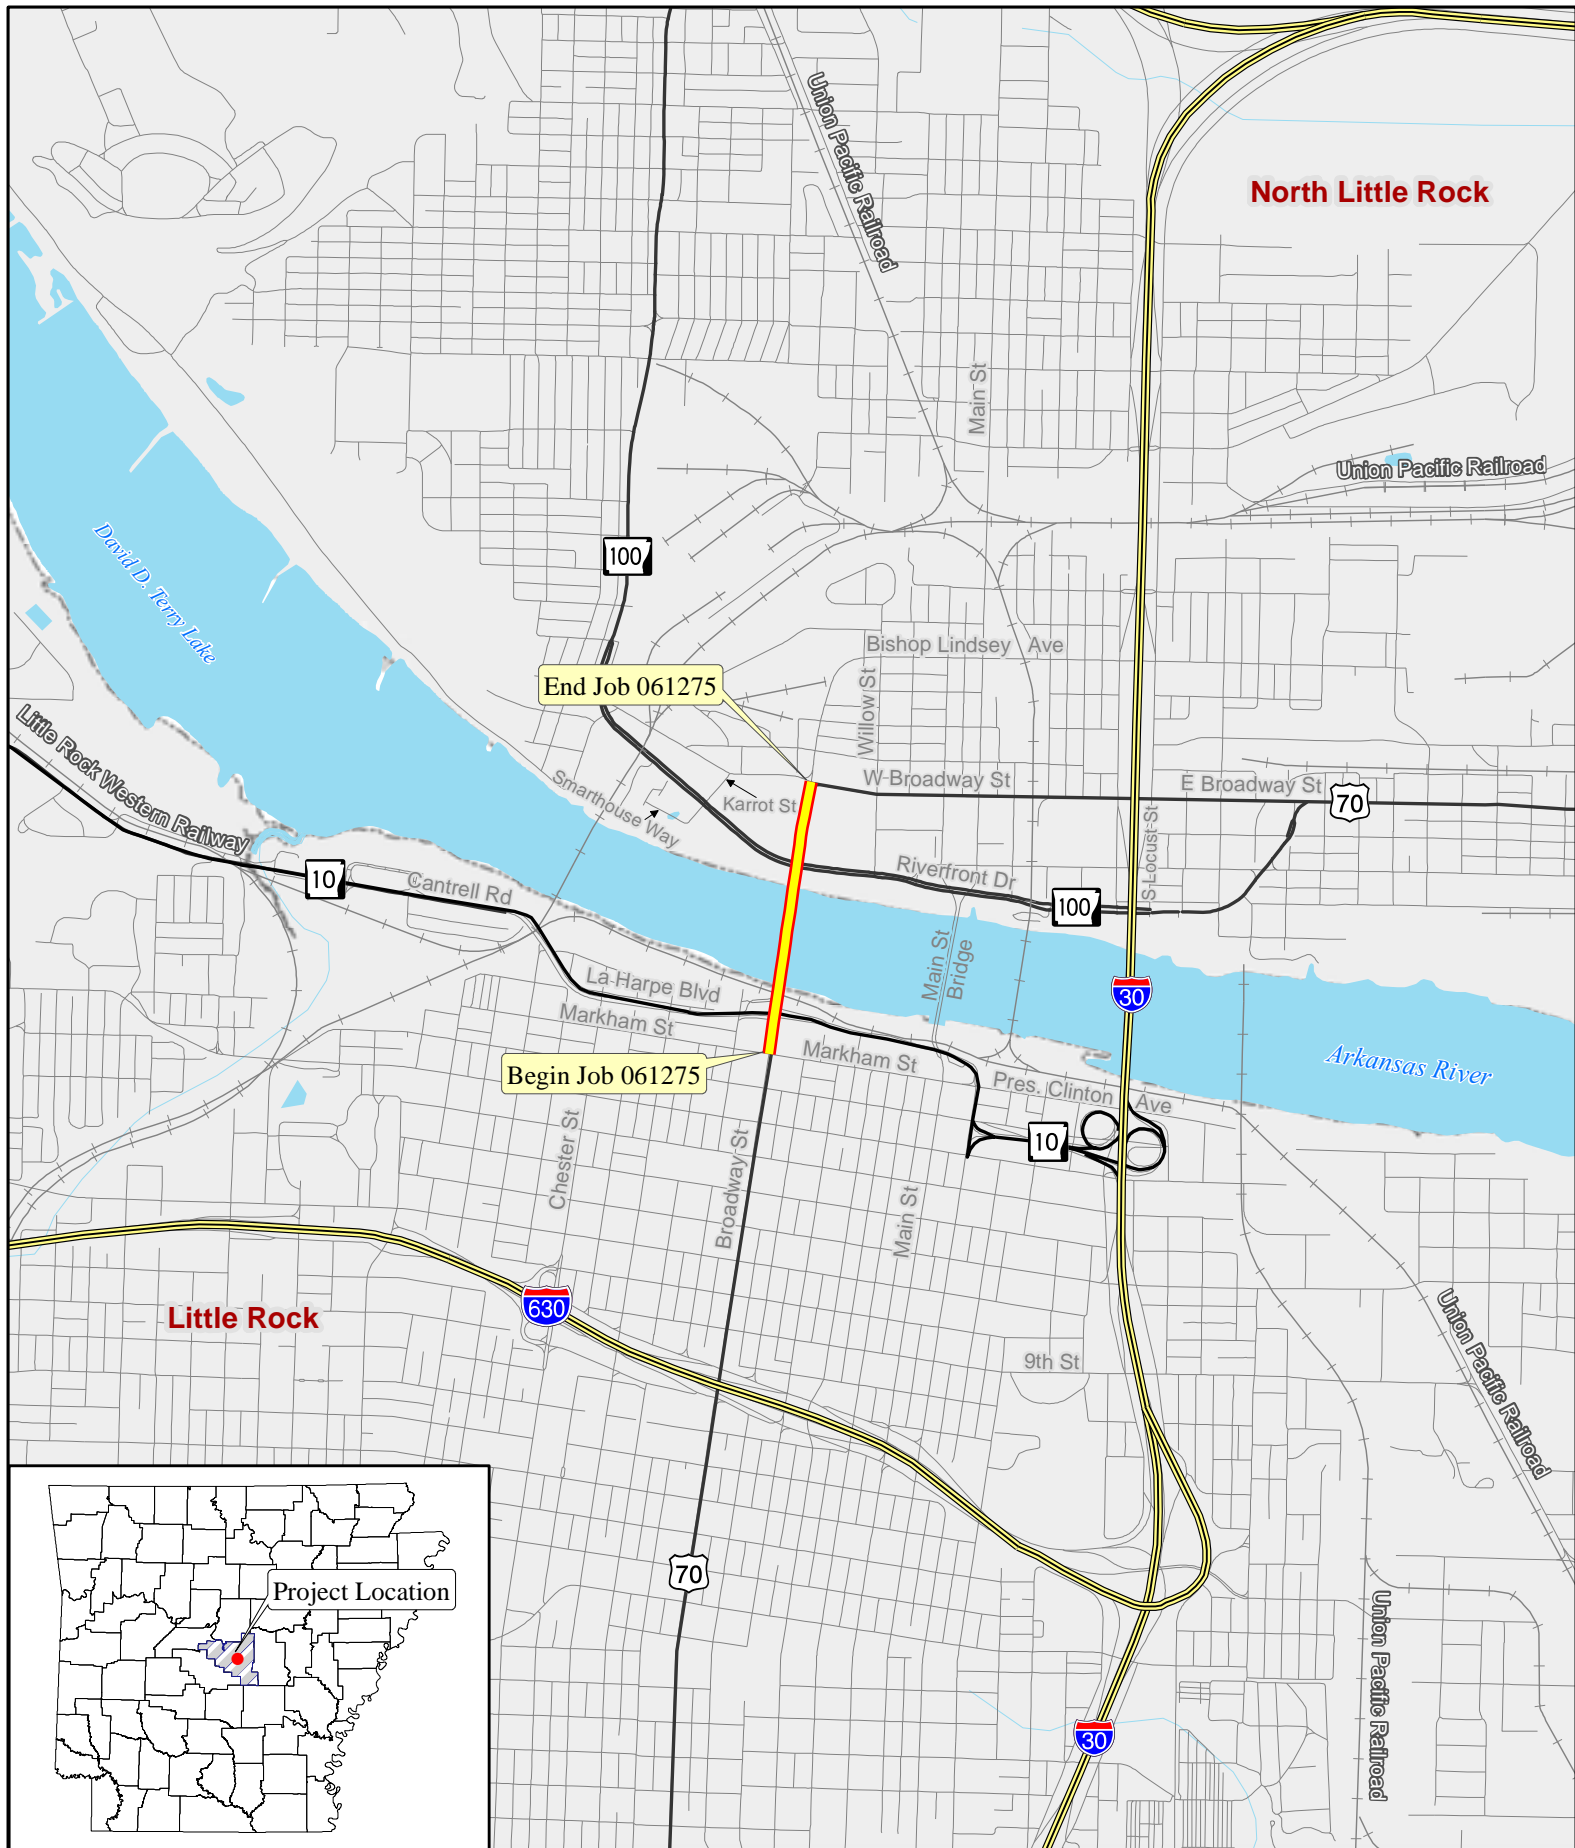 Union Pacific Railroad
North Little Rock
Main St
Union Pacific Railroad
100
David D. Terry Lake
Bishop Lindsey Ave
End Job 061275
Willow St
Little Rock Western Railway
W Broadway St
E Broadway St
70
Smarthouse Way
Karrot St
S Locust St
10
Cantrell Rd
Riverfront Dr
100
Main St
Bridge
La Harpe Blvd
30
Markham St
Markham St
Arkansas River
Begin Job 061275
Pres. Clinton Ave
10
Chester St
Broadway St
Main St
630
Little Rock
9th St
Union Pacific Railroad
70
Project Location
Union Pacific Railroad
30